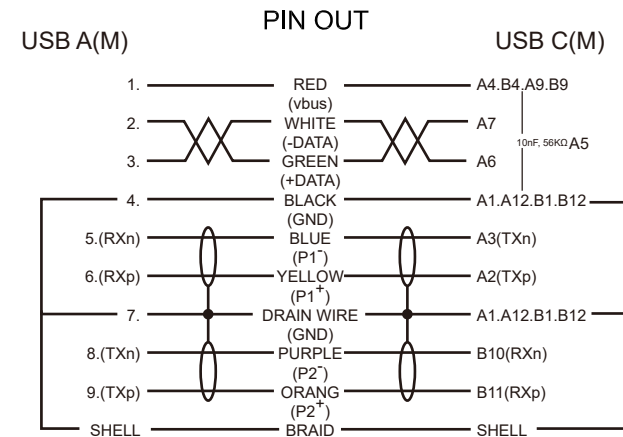 PIN OUT
USB A(M) USB C(M)
1. RED A4.B4.A9.B9
(vbus)
2. WHITE A7
(-DATA) 10nF, 56KΩ A5
3. GREEN A6
(+DATA)
4. BLACK A1.A12.B1.B12
(GND)
5.(RXn) BLUE A3(TXn)
(P1-)
6.(RXp) YELLOW A2(TXp)
(P1+)
7. DRAIN WIRE A1.A12.B1.B12
(GND)
8.(TXn) PURPLE B10(RXn)
(P2-)
9.(TXp) ORANG B11(RXp)
(P2+)
SHELL BRAID SHELL